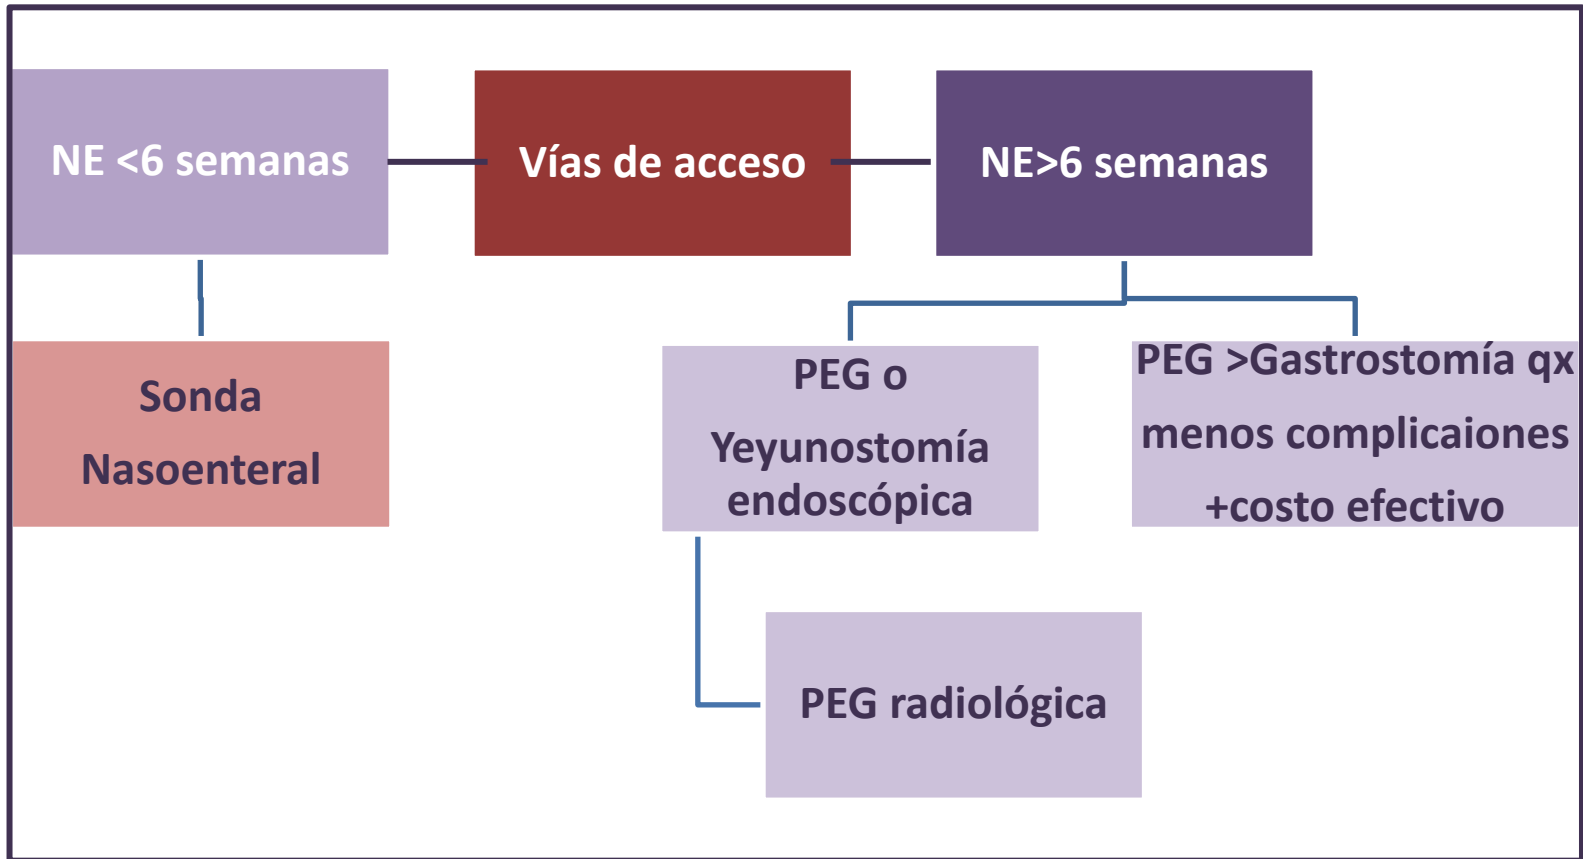 NE <6 semanas
Vías de acceso
NE>6 semanas
Sonda
Nasoenteral
PEG o
Yeyunostomía
endoscópica
PEG >Gastrostomía qx
menos complicaiones
+costo efectivo
PEG radiológica